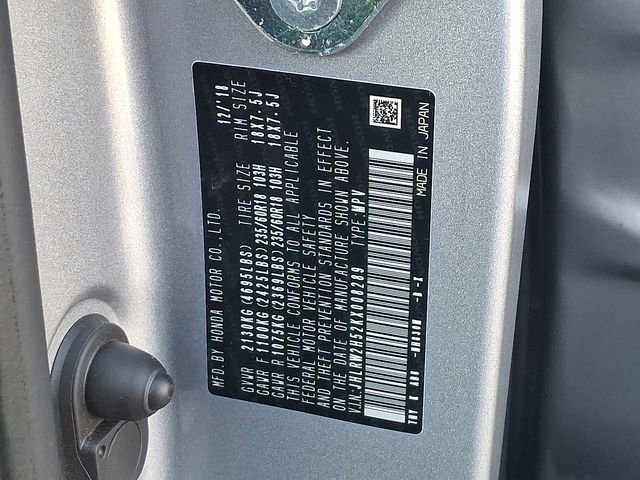 MFD.BY HONDA MOTOR CO.,LTD. 12/'18
GVWR 2130KG (4695LBS) TIRE SIZE RIM SIZE
GAWR F 1100KG (2425LBS) 235/60R18 103H 18X7.5J
GAWR R 1075KG (2369LBS) 235/60R18 103H 18X7.5J
THIS VEHICLE CONFORMS TO ALL APPLICABLE
FEDERAL MOTOR VEHICLE SAFETY
AND THEFT PREVENTION STANDARDS IN EFFECT
ON THE DATE OF MANUFACTURE SHOWN ABOVE.
TYPE:MPV
MADE IN JAPAN